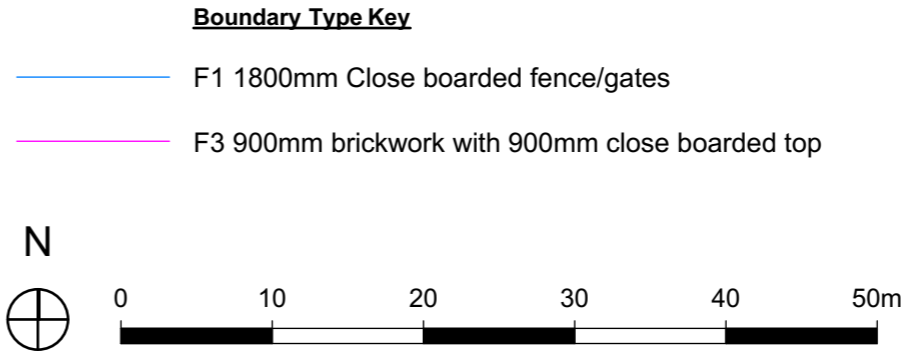 Boundary Type Key
F1 1800mm Close boarded fence/gates
F3 900mm brickwork with 900mm close boarded top
N
0 10 20 30 40 50m